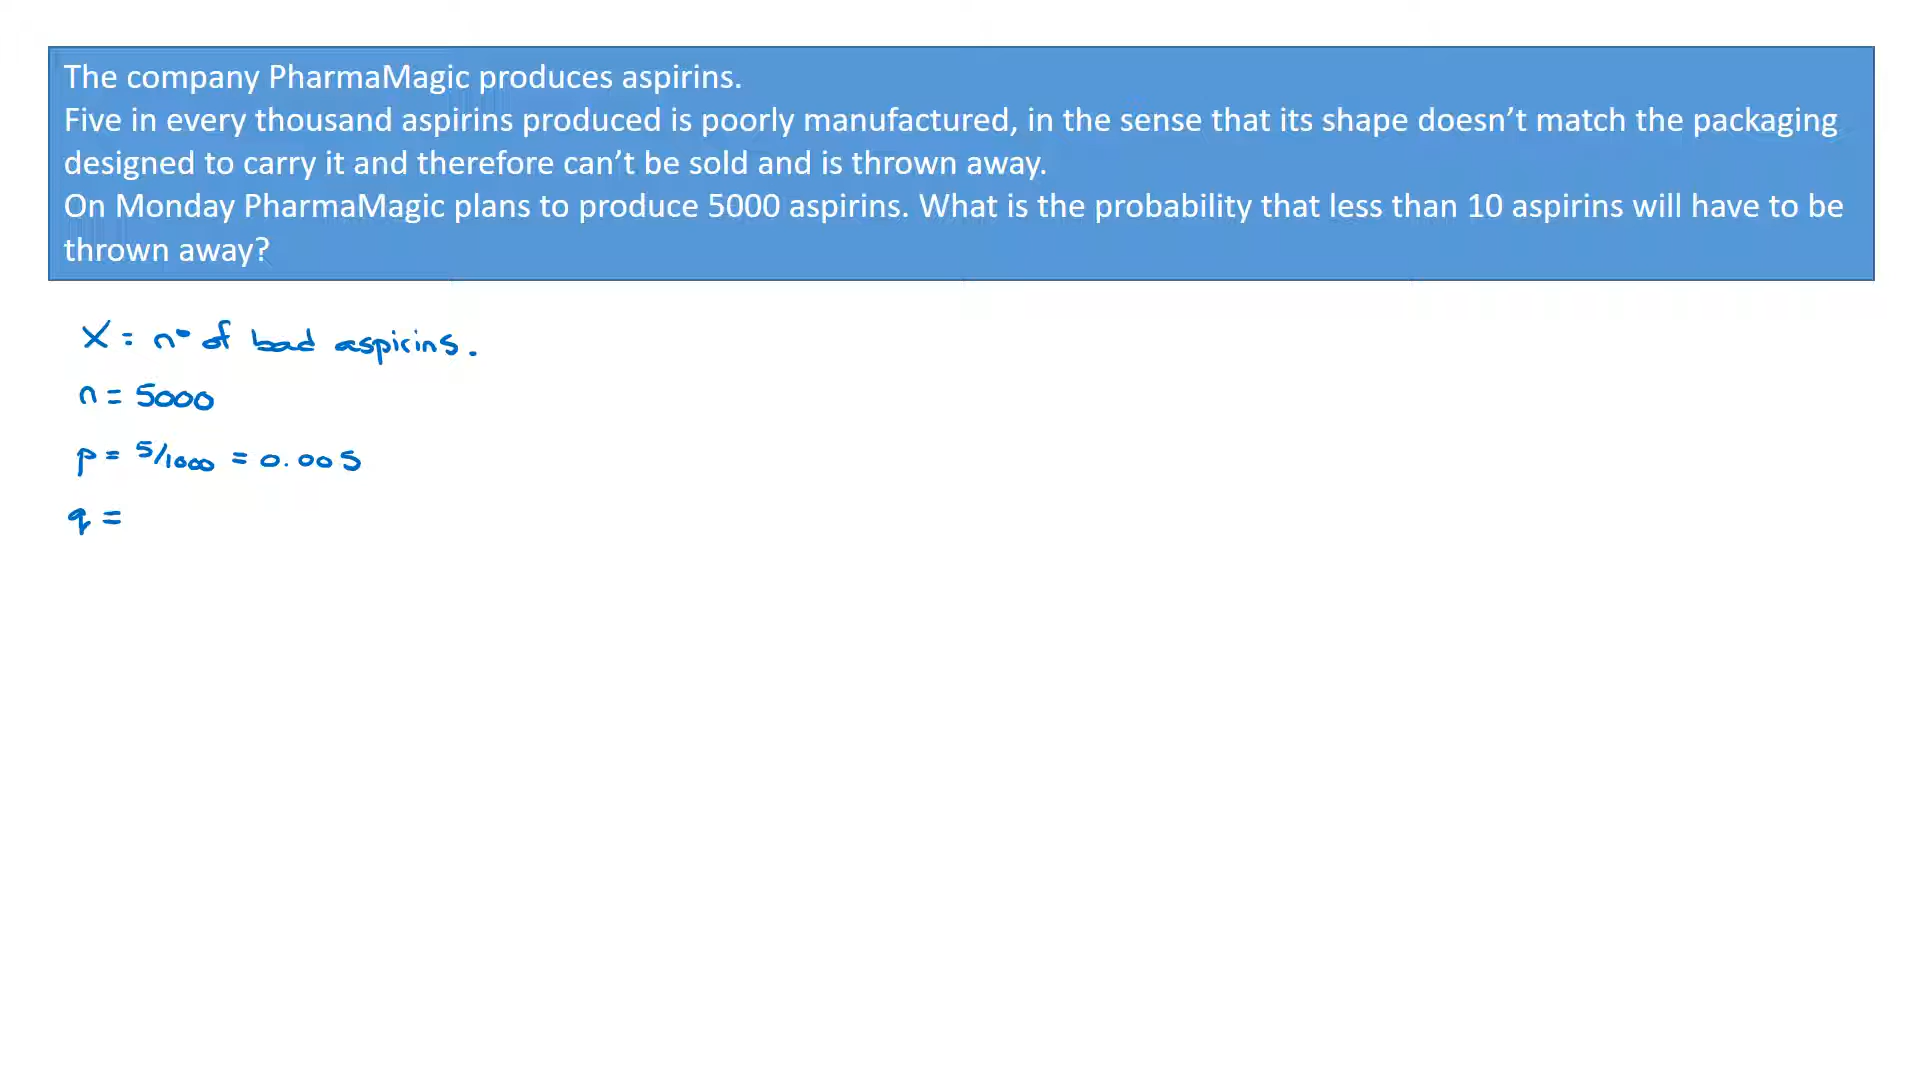 The company PharmaMagic produces aspirins.
Five in every thousand aspirins produced is poorly manufactured, in the sense that its shape doesn’t match the packaging
designed to carry it and therefore can’t be sold and is thrown away.
On Monday PharmaMagic plans to produce 5000 aspirins. What is the probability that less than 10 aspirins will have to be
thrown away?
X = nº of bad aspirins.
n = 5000
p = 5/1000 = 0.005
q =